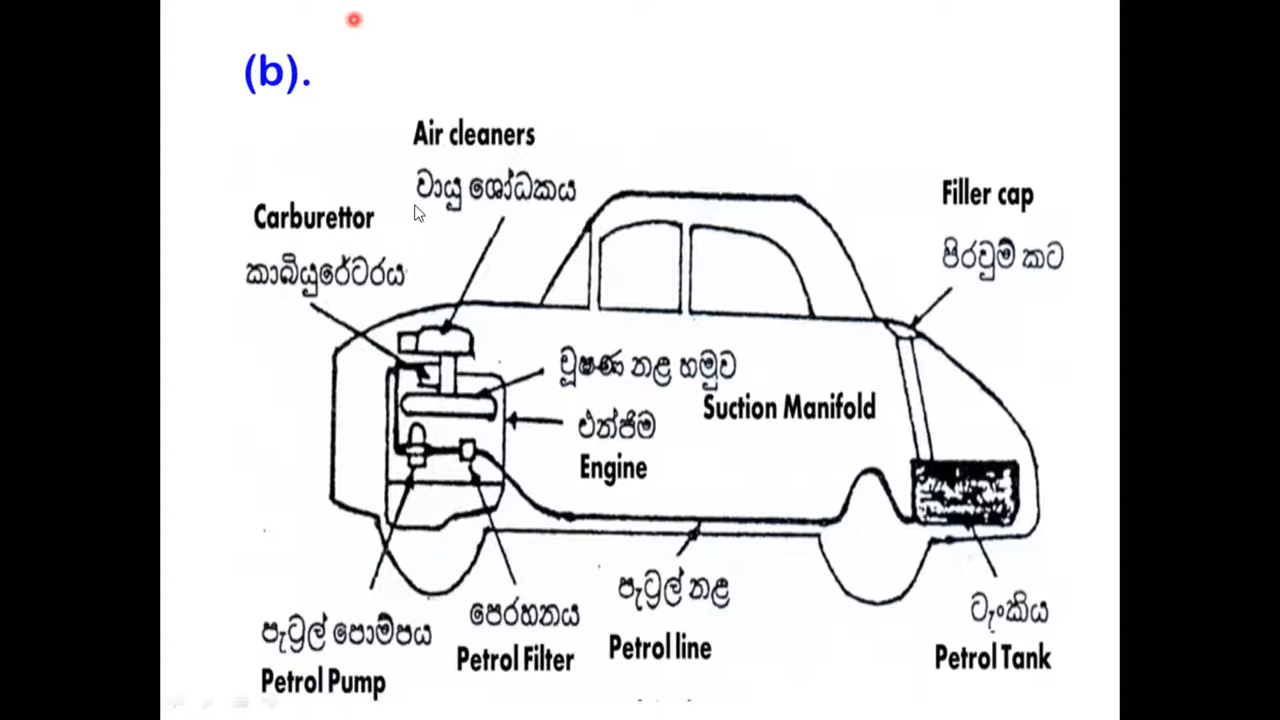 (b).
Air cleaners
වායු ශෝධකය
Carburettor
කාබියුරේටරය
Filler cap
පිරවුම් කට
චූෂණ නළ හමුව
Suction Manifold
එන්ජිම
Engine
පැට්‍රල් නළ
Petrol line
පෙරහනය
Petrol Filter
පැට්‍රල් පොම්පය
Petrol Pump
ටැංකිය
Petrol Tank